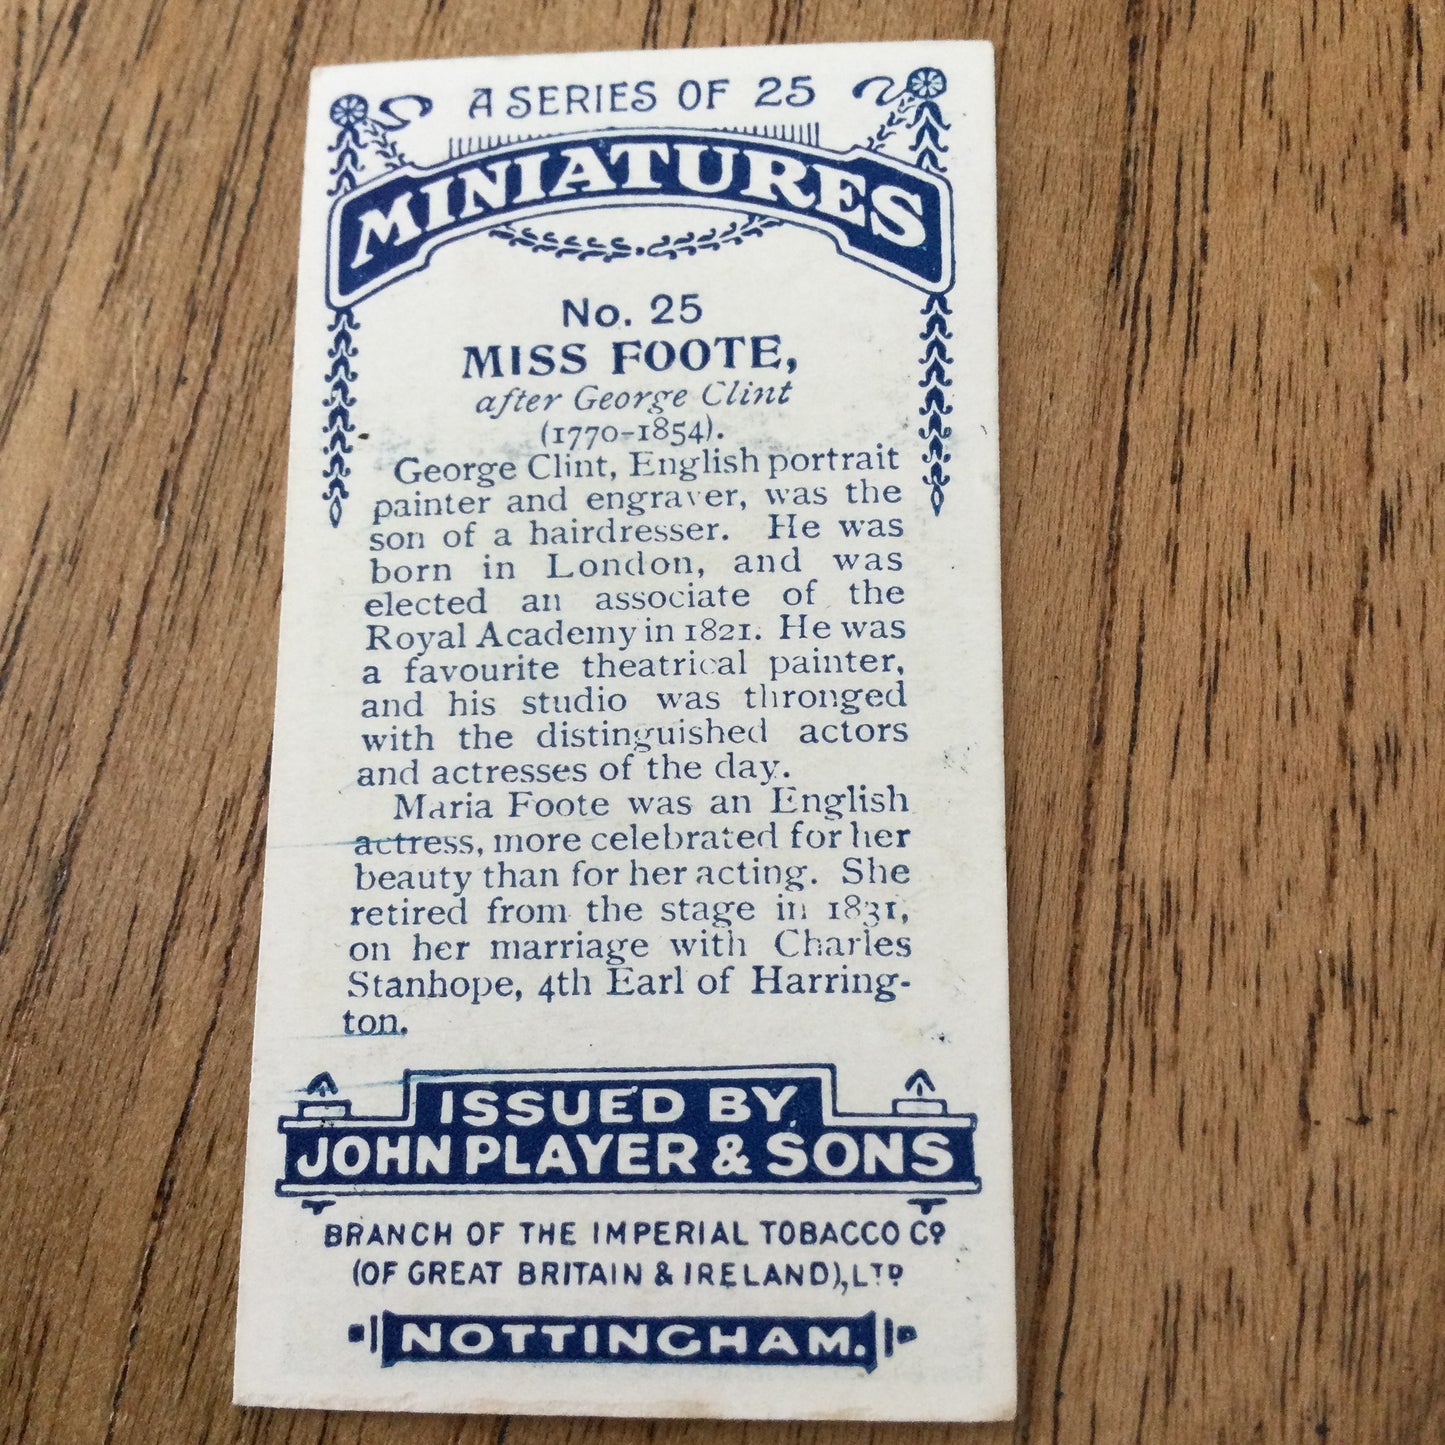 A SERIES OF 25
MINIATURES
No. 25
MISS FOOTE,
after George Clint
(1770-1854).
George Clint, English portrait
painter and engraver, was the
son of a hairdresser. He was
born in London, and was
elected an associate of the
Royal Academy in 1821. He was
a favourite theatrical painter,
and his studio was thronged
with the distinguished actors
and actresses of the day.
Maria Foote was an English
actress, more celebrated for her
beauty than for her acting. She
retired from the stage in 1831,
on her marriage with Charles
Stanhope, 4th Earl of Harring-
ton.
ISSUED BY
JOHN PLAYER & SONS
BRANCH OF THE IMPERIAL TOBACCO Cº
(OF GREAT BRITAIN & IRELAND), LTD
NOTTINGHAM.